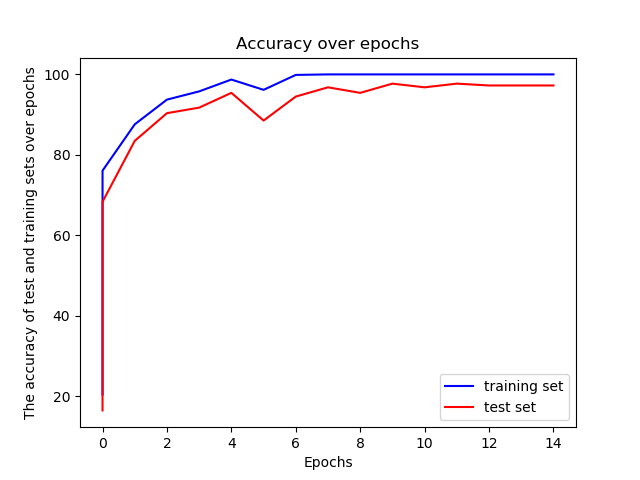 Accuracy over epochs
The accuracy of test and training sets over epochs
100
80
60
40
20
0 2 4 6 8 10 12 14
Epochs
training set
test set